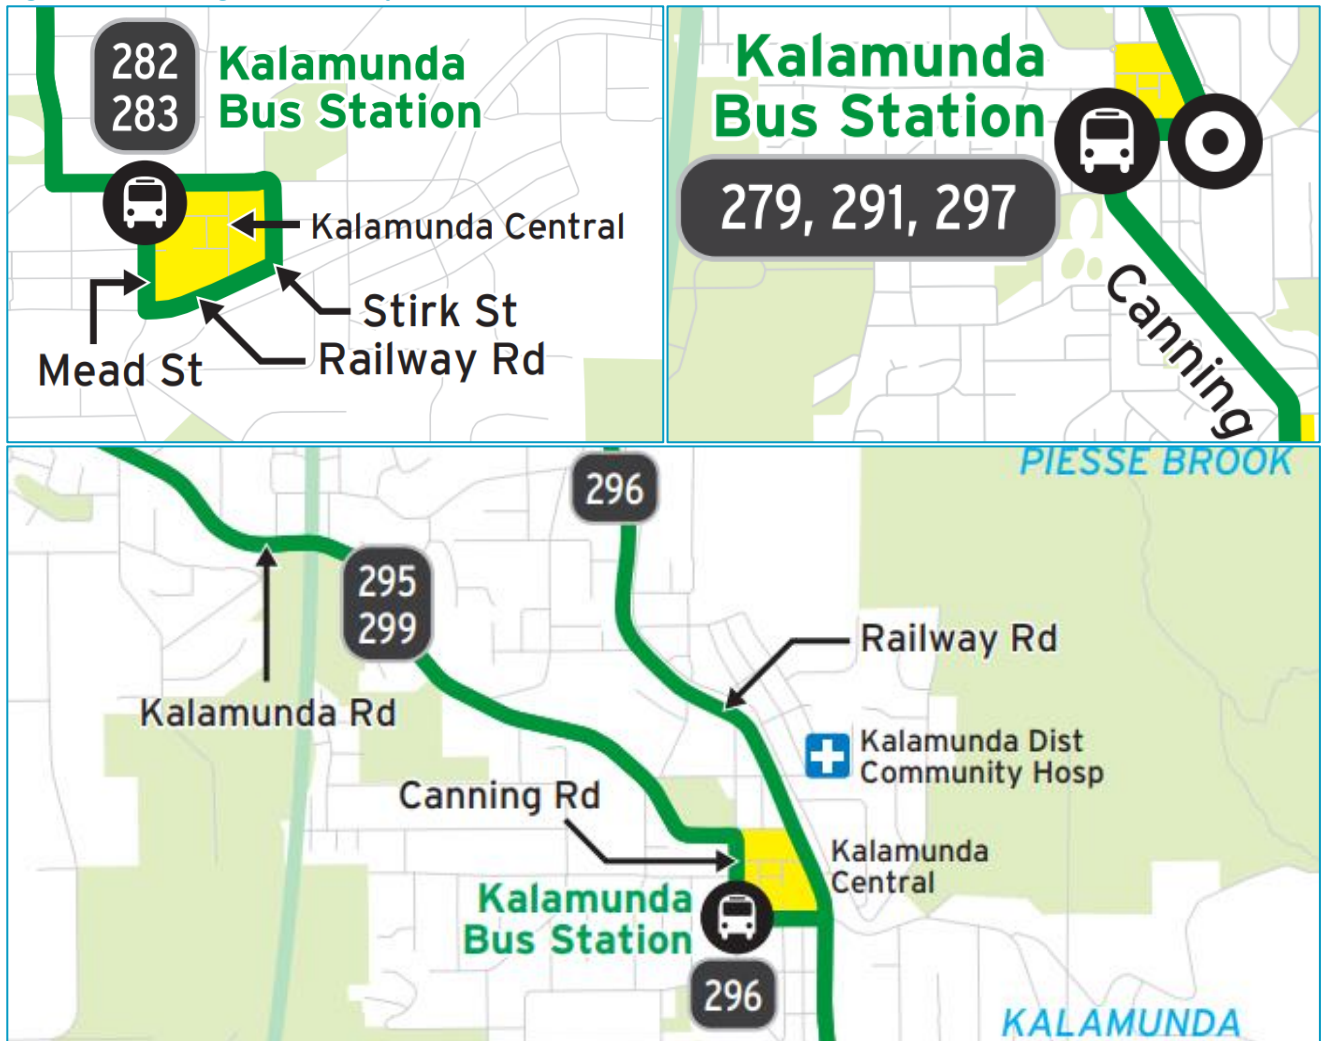 282
283
Kalamunda
Bus Station
Kalamunda Central
Stirk St
Railway Rd
Mead St
Kalamunda
Bus Station
279, 291, 297
Canning
PIESSE BROOK
296
295
299
Railway Rd
Kalamunda Rd
Kalamunda Dist
Community Hosp
Canning Rd
Kalamunda
Central
Kalamunda
Bus Station
296
KALAMUNDA